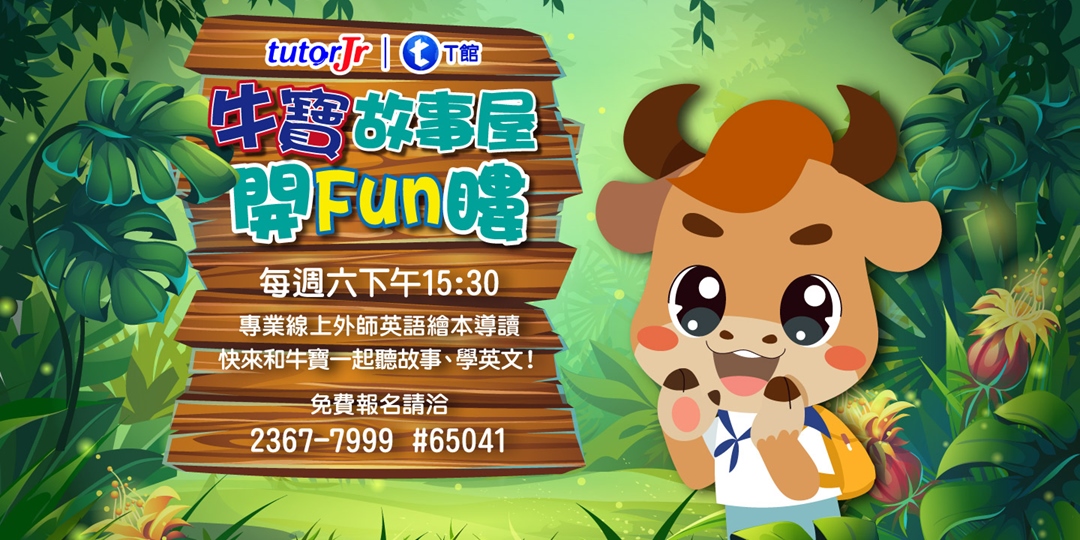 tutorJr | t T館
牛寶故事屋
開Fun瞜
每週六下午15:30
專業線上外師英語繪本導讀
快來和牛寶一起聽故事、學英文!
免費報名請洽
2367-7999 #65041